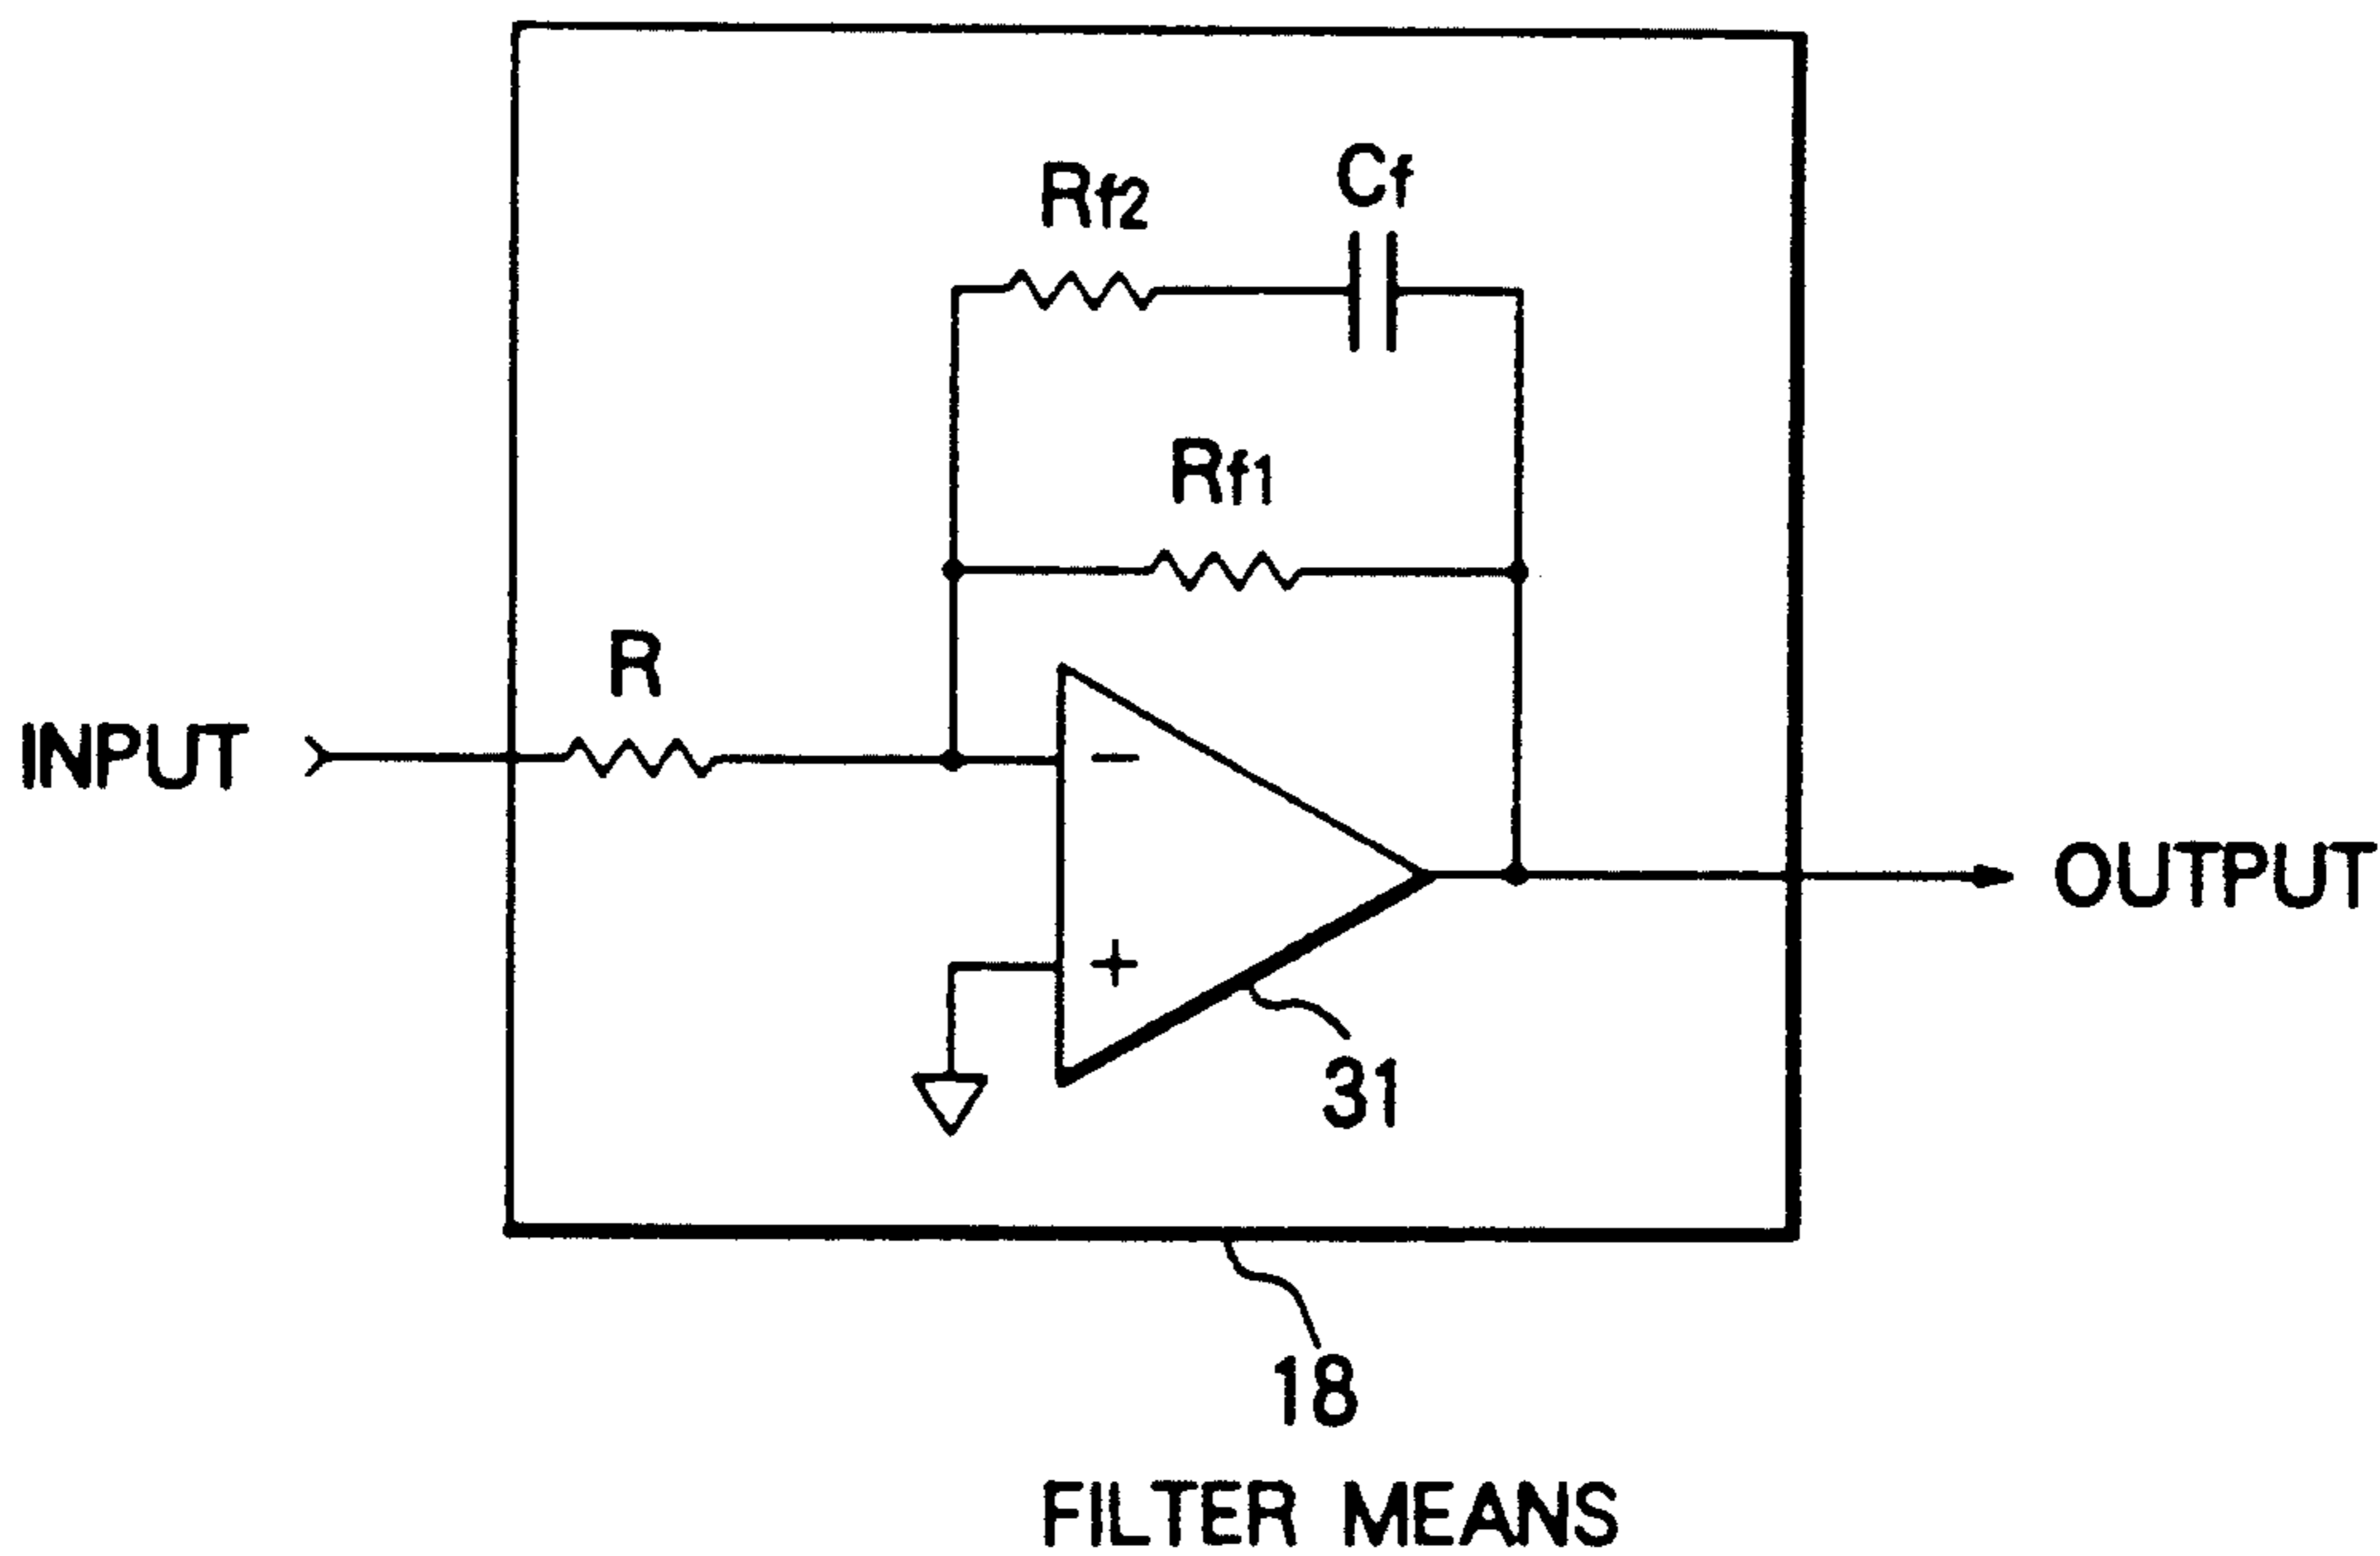 Rf2
Cf
Rf1
R
INPUT
−
+
OUTPUT
31
18
FILTER MEANS